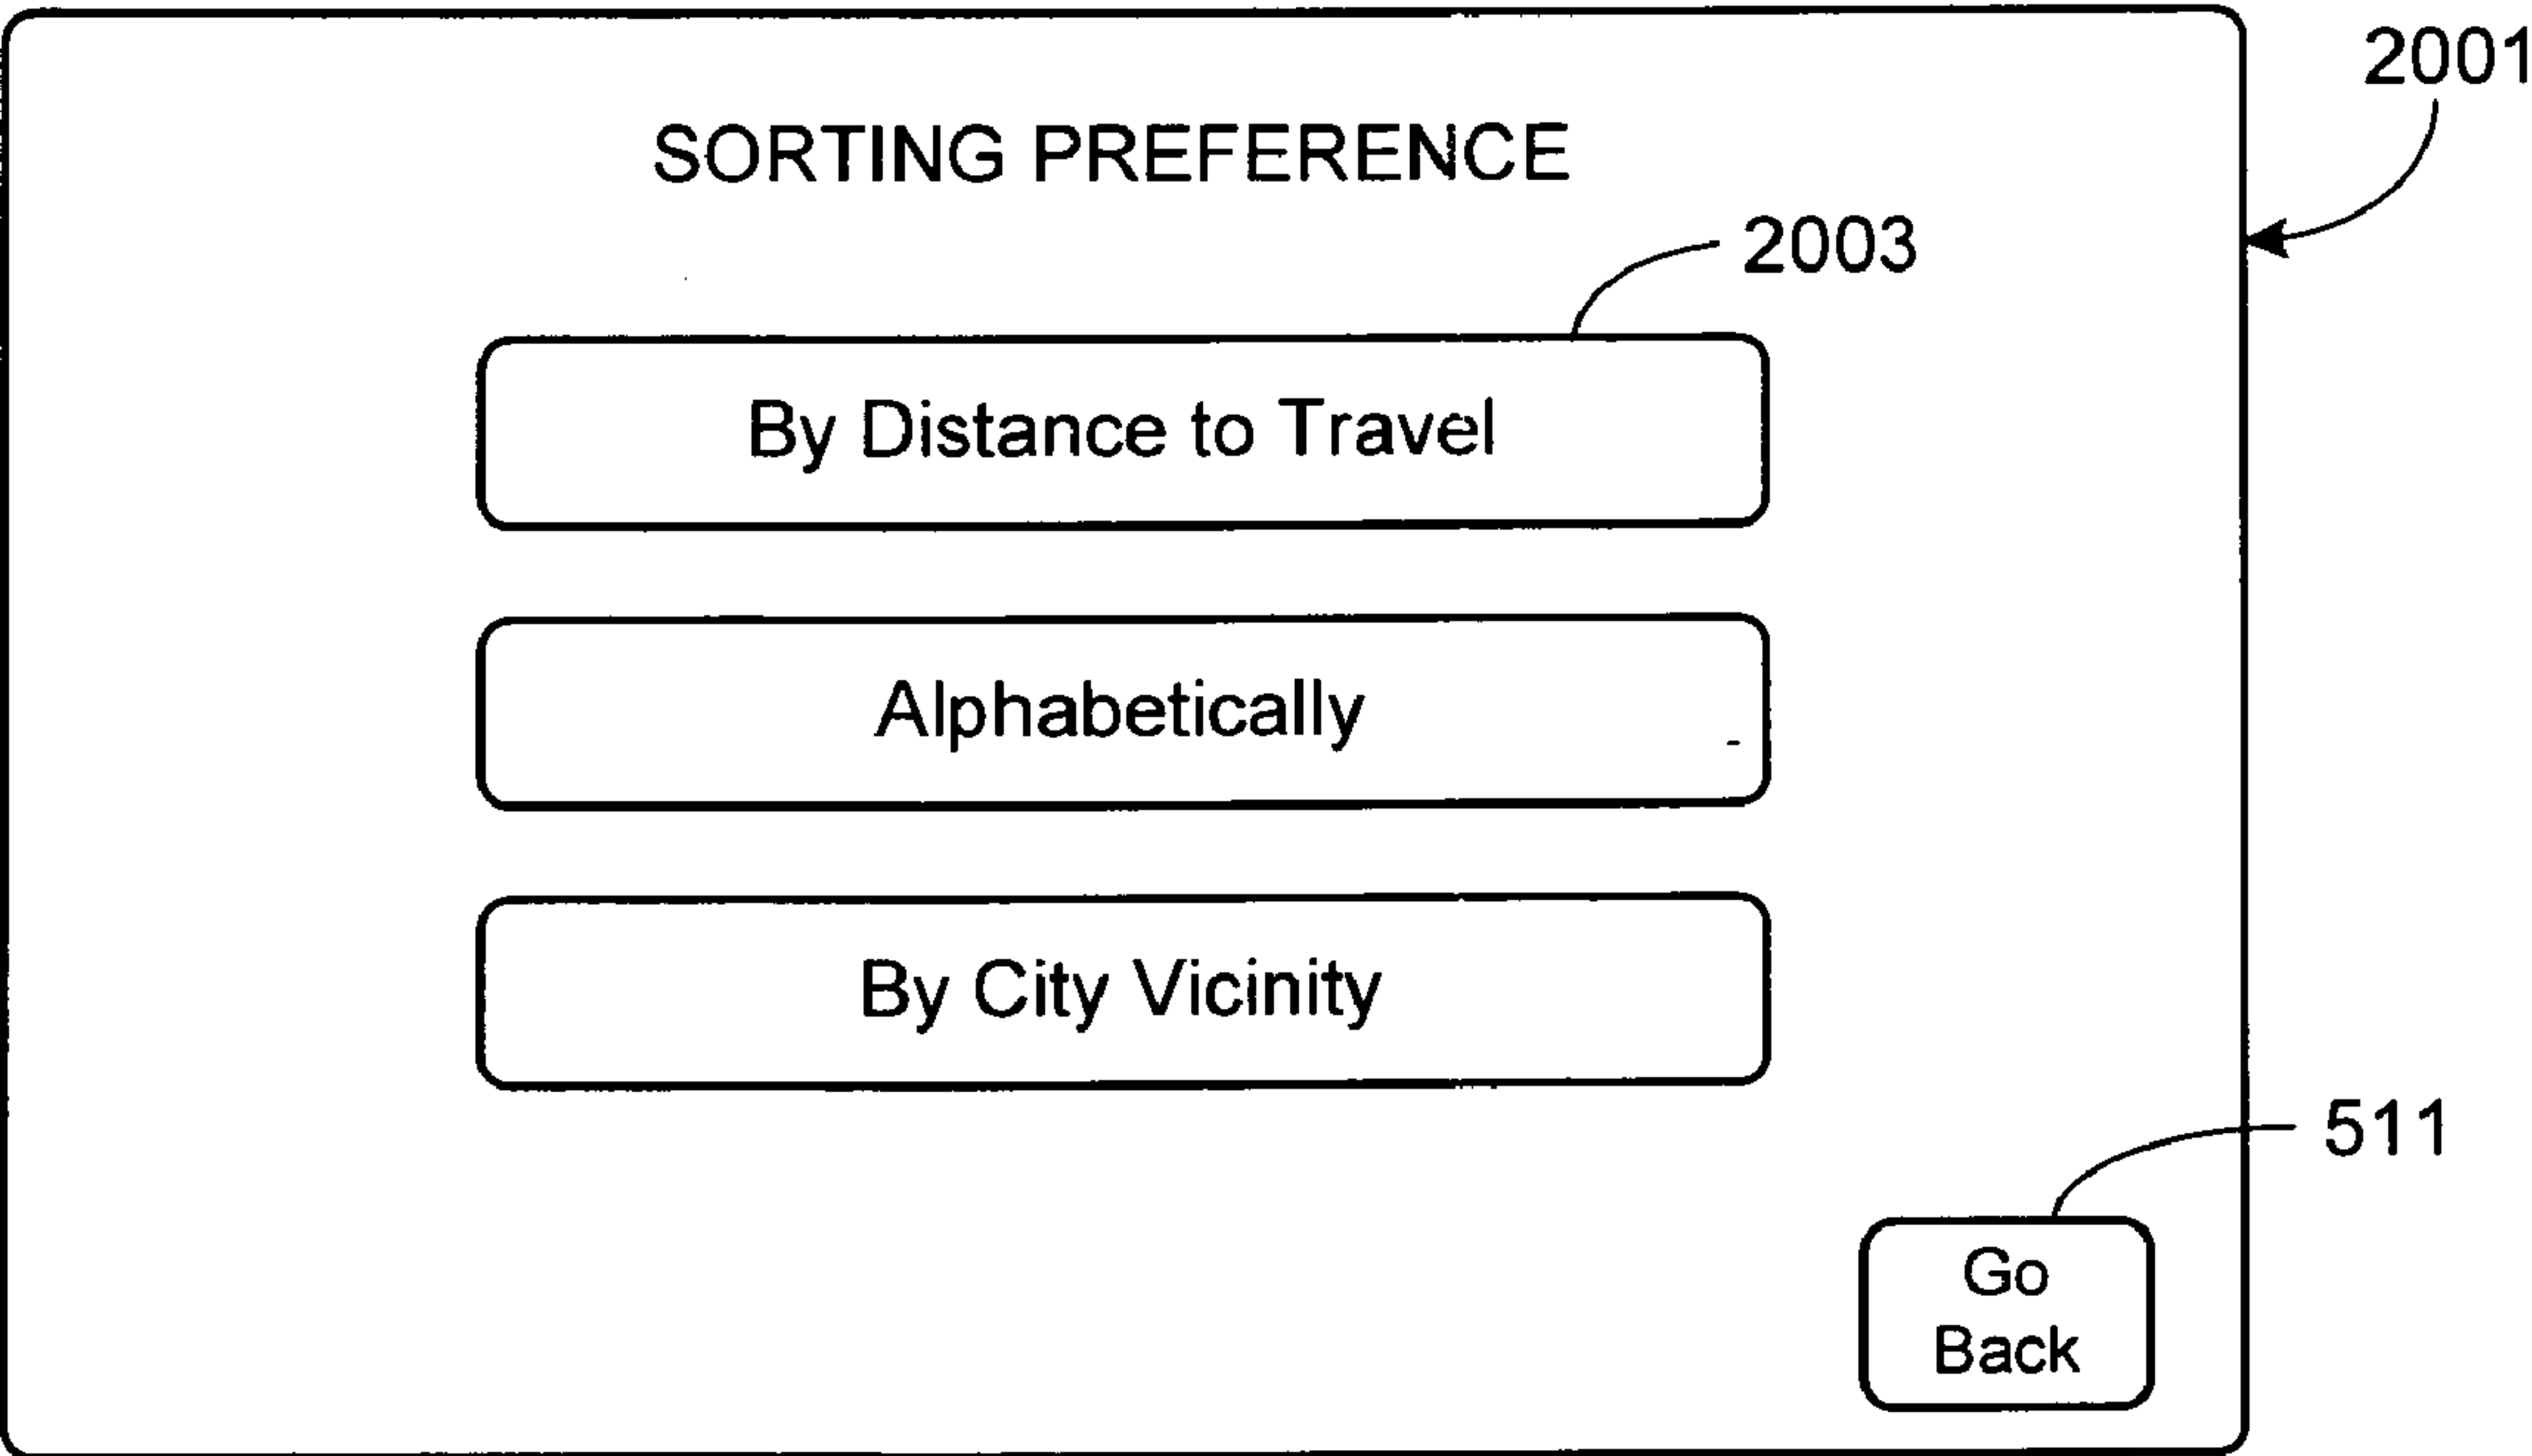 2001
SORTING PREFERENCE
2003
By Distance to Travel
Alphabetically
By City Vicinity
511
Go
Back